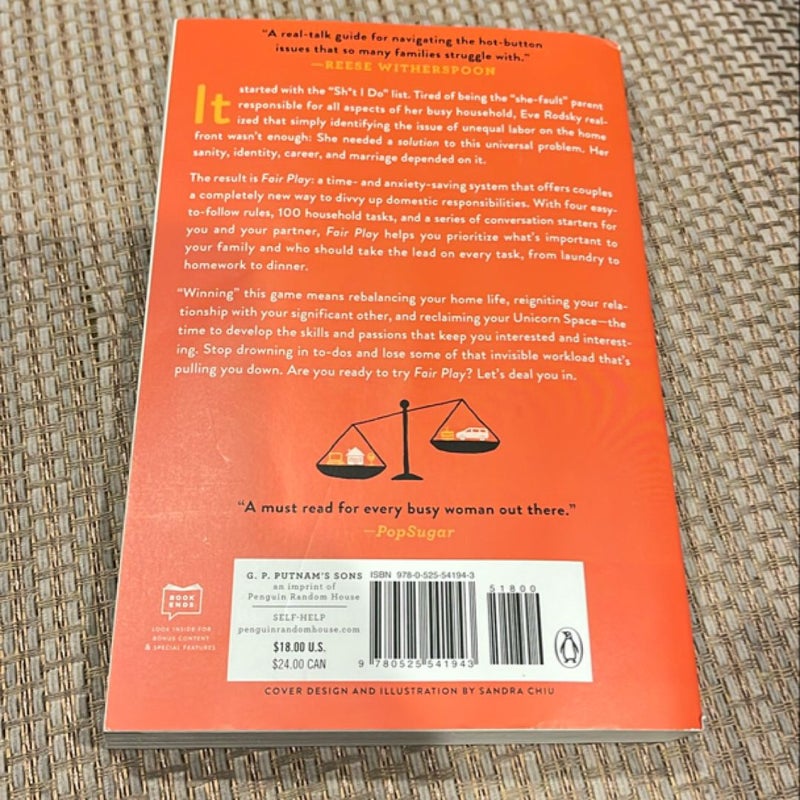 “A real-talk guide for navigating the hot-button
issues that so many families struggle with.”
—REESE WITHERSPOON
It started with the “Sh*t I Do” list. Tired of being the “she-fault” parent
responsible for all aspects of her busy household, Eve Rodsky real-
ized that simply identifying the issue of unequal labor on the home
front wasn’t enough: She needed a solution to this universal problem. Her
sanity, identity, career, and marriage depended on it.
The result is Fair Play: a time- and anxiety-saving system that offers couples
a completely new way to divvy up domestic responsibilities. With four easy-
to-follow rules, 100 household tasks, and a series of conversation starters for
you and your partner, Fair Play helps you prioritize what’s important to
your family and who should take the lead on every task, from laundry to
homework to dinner.
“Winning” this game means rebalancing your home life, reigniting your rela-
tionship with your significant other, and reclaiming your Unicorn Space—the
time to develop the skills and passions that keep you interested and interest-
ing. Stop drowning in to-dos and lose some of that invisible workload that’s
pulling you down. Are you ready to try Fair Play? Let’s deal you in.
“A must read for every busy woman out there.”
—PopSugar
BOOK
ENDS
LOOK INSIDE FOR
BONUS CONTENT
& SPECIAL FEATURES
G. P. PUTNAM’S SONS
an imprint of
Penguin Random House
SELF-HELP
penguinrandomhouse.com
$18.00 U.S.
$24.00 CAN
ISBN 978-0-525-54194-3
51800
9 780525 541943
COVER DESIGN AND ILLUSTRATION BY SANDRA CHIU